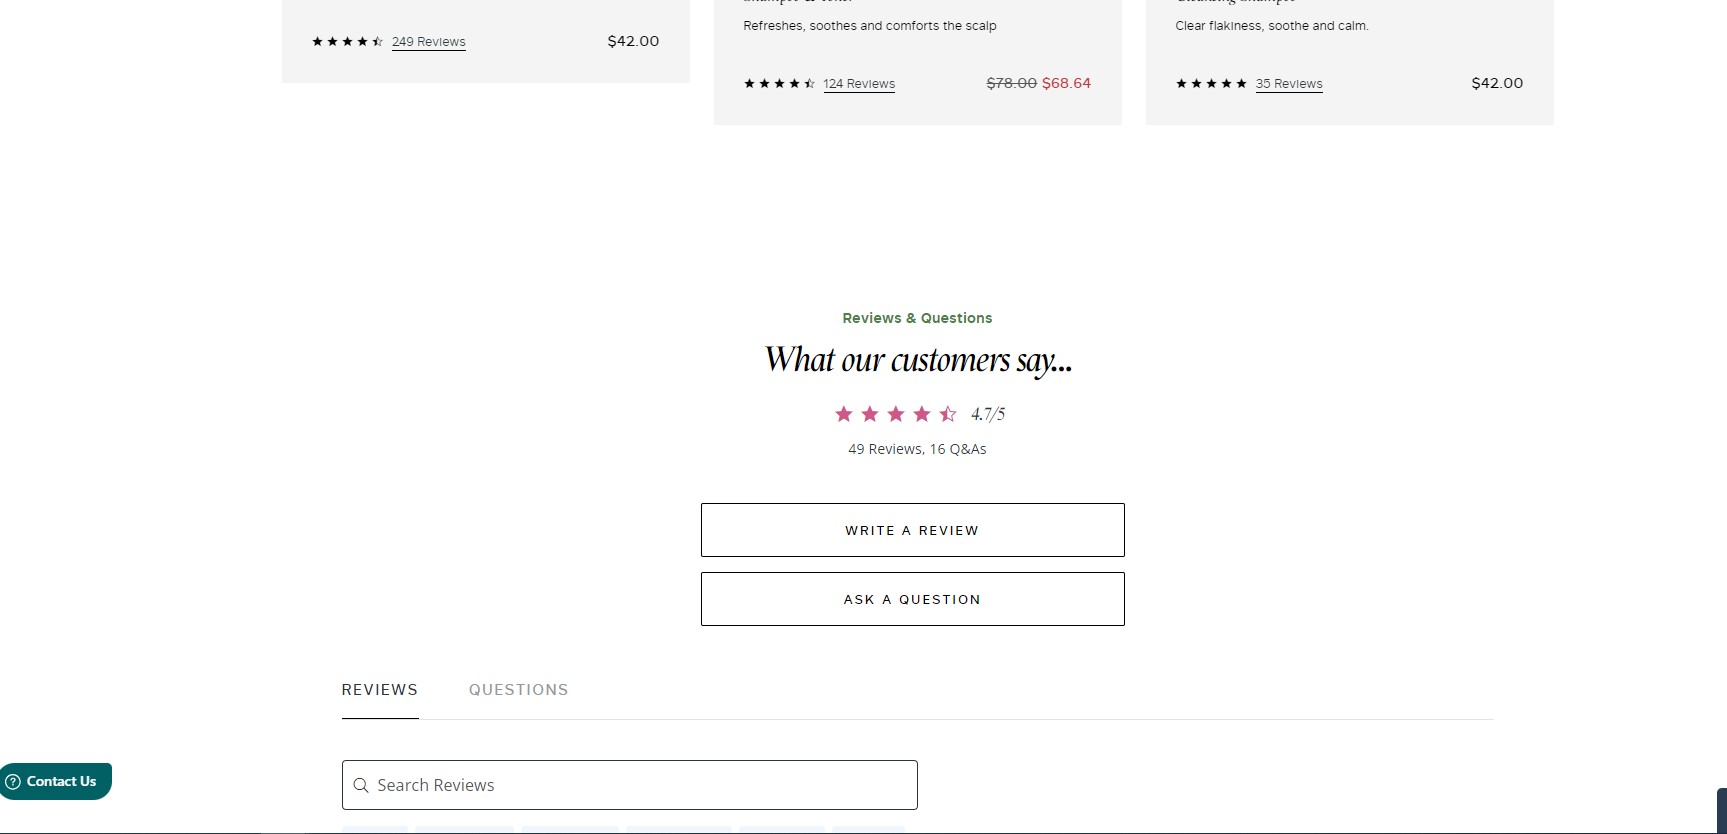 Refreshes, soothes and comforts the scalp
Clear flakiness, soothe and calm.
249 Reviews
$42.00
124 Reviews
$78.00 $68.64
35 Reviews
$42.00
Reviews & Questions
What our customers say...
4.7/5
49 Reviews, 16 Q&As
WRITE A REVIEW
ASK A QUESTION
REVIEWS
QUESTIONS
Search Reviews
Contact Us